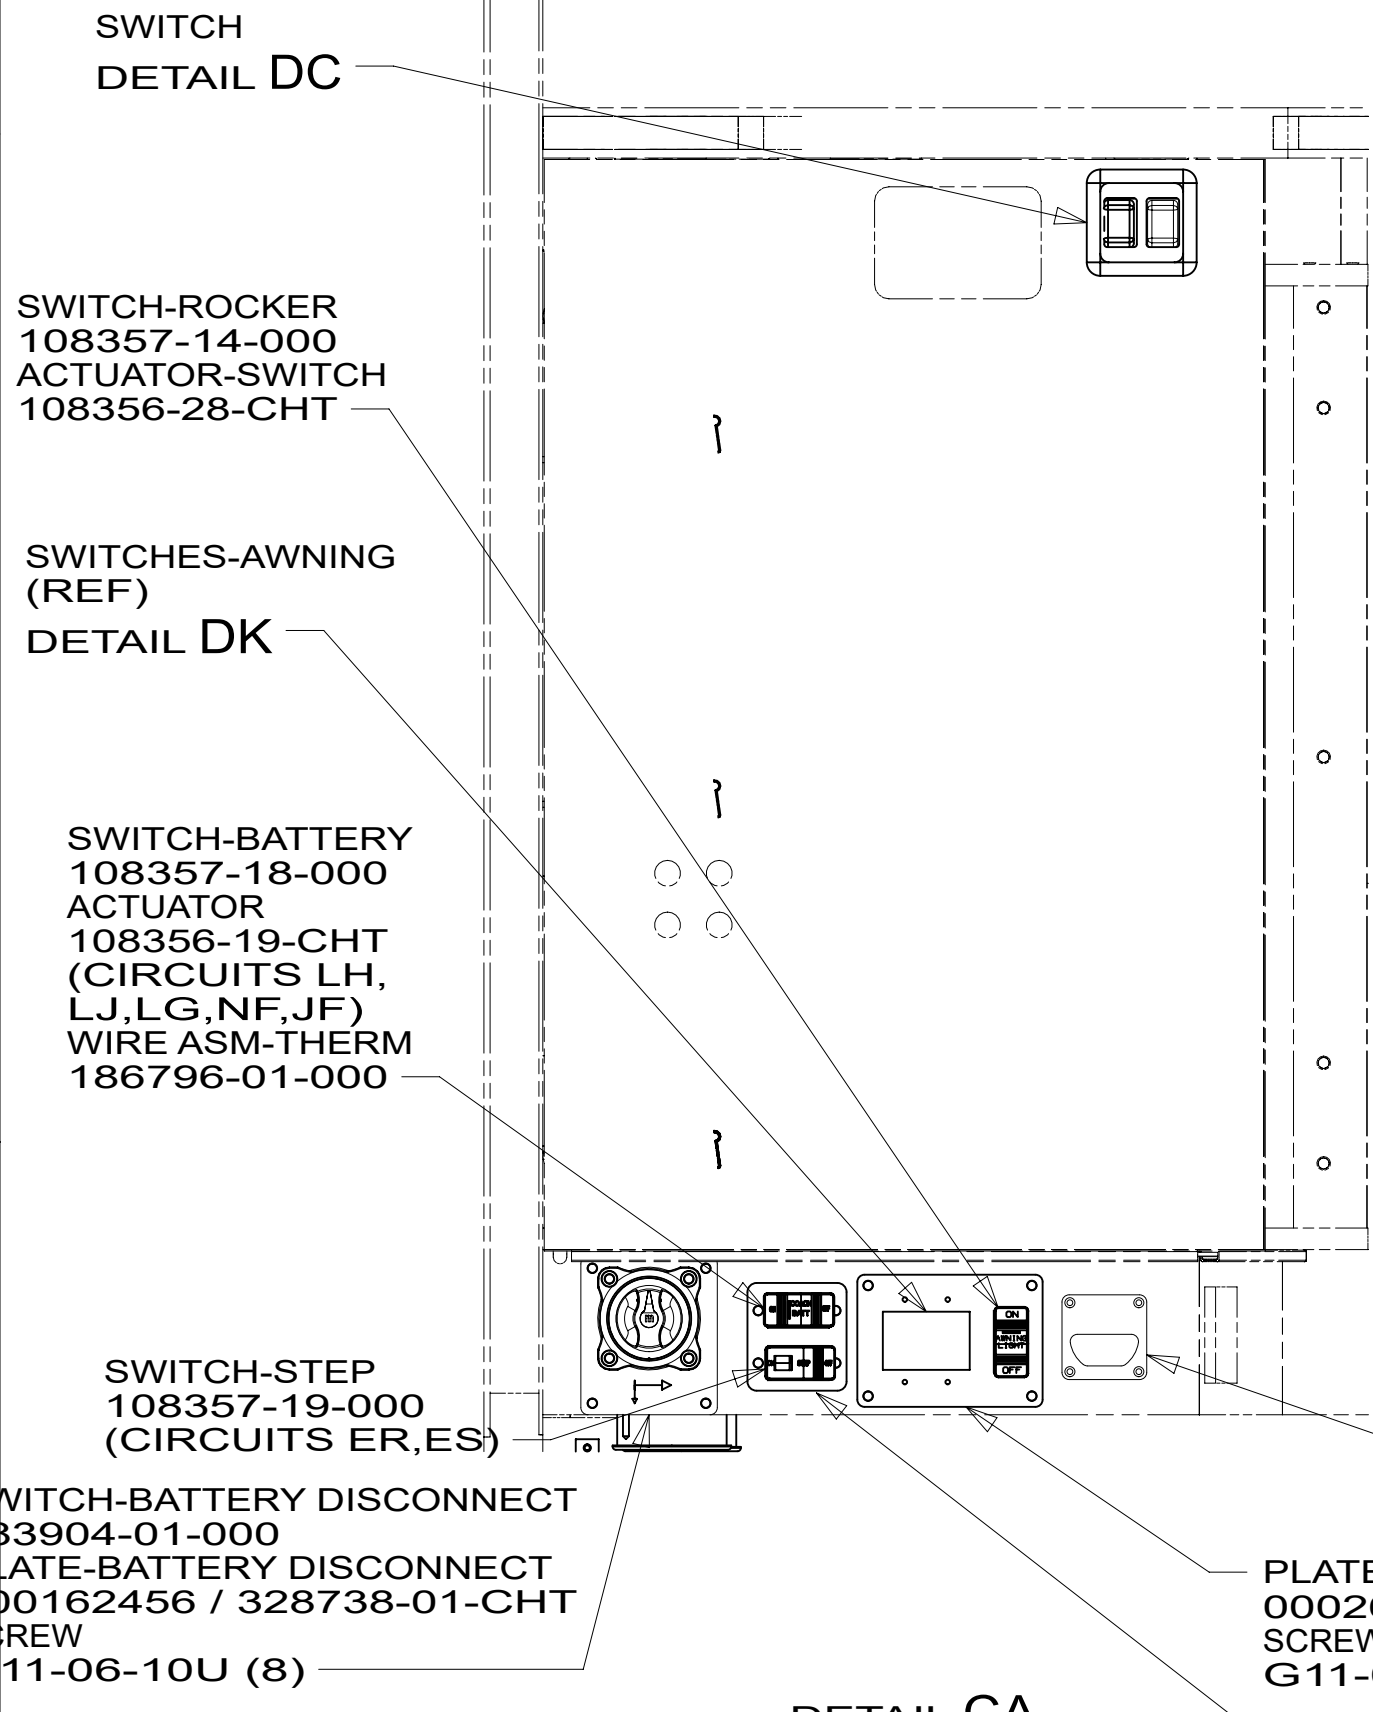 SWITCH
DETAIL DC
SWITCH-ROCKER
108357-14-000
ACTUATOR-SWITCH
108356-28-CHT
SWITCHES-AWNING
(REF)
DETAIL DK
SWITCH-BATTERY
108357-18-000
ACTUATOR
108356-19-CHT
(CIRCUITS LH,
LJ,LG,NF,JF)
WIRE ASM-THERM
186796-01-000
ON
AWNING
LIGHT
OFF
BATT
SWITCH-STEP
108357-19-000
(CIRCUITS ER,ES)
WITCH-BATTERY DISCONNECT
33904-01-000
LATE-BATTERY DISCONNECT
00162456 / 328738-01-CHT
CREW
11-06-10U (8)
PLATE
0002
SCREW
G11-
DETAIL CA